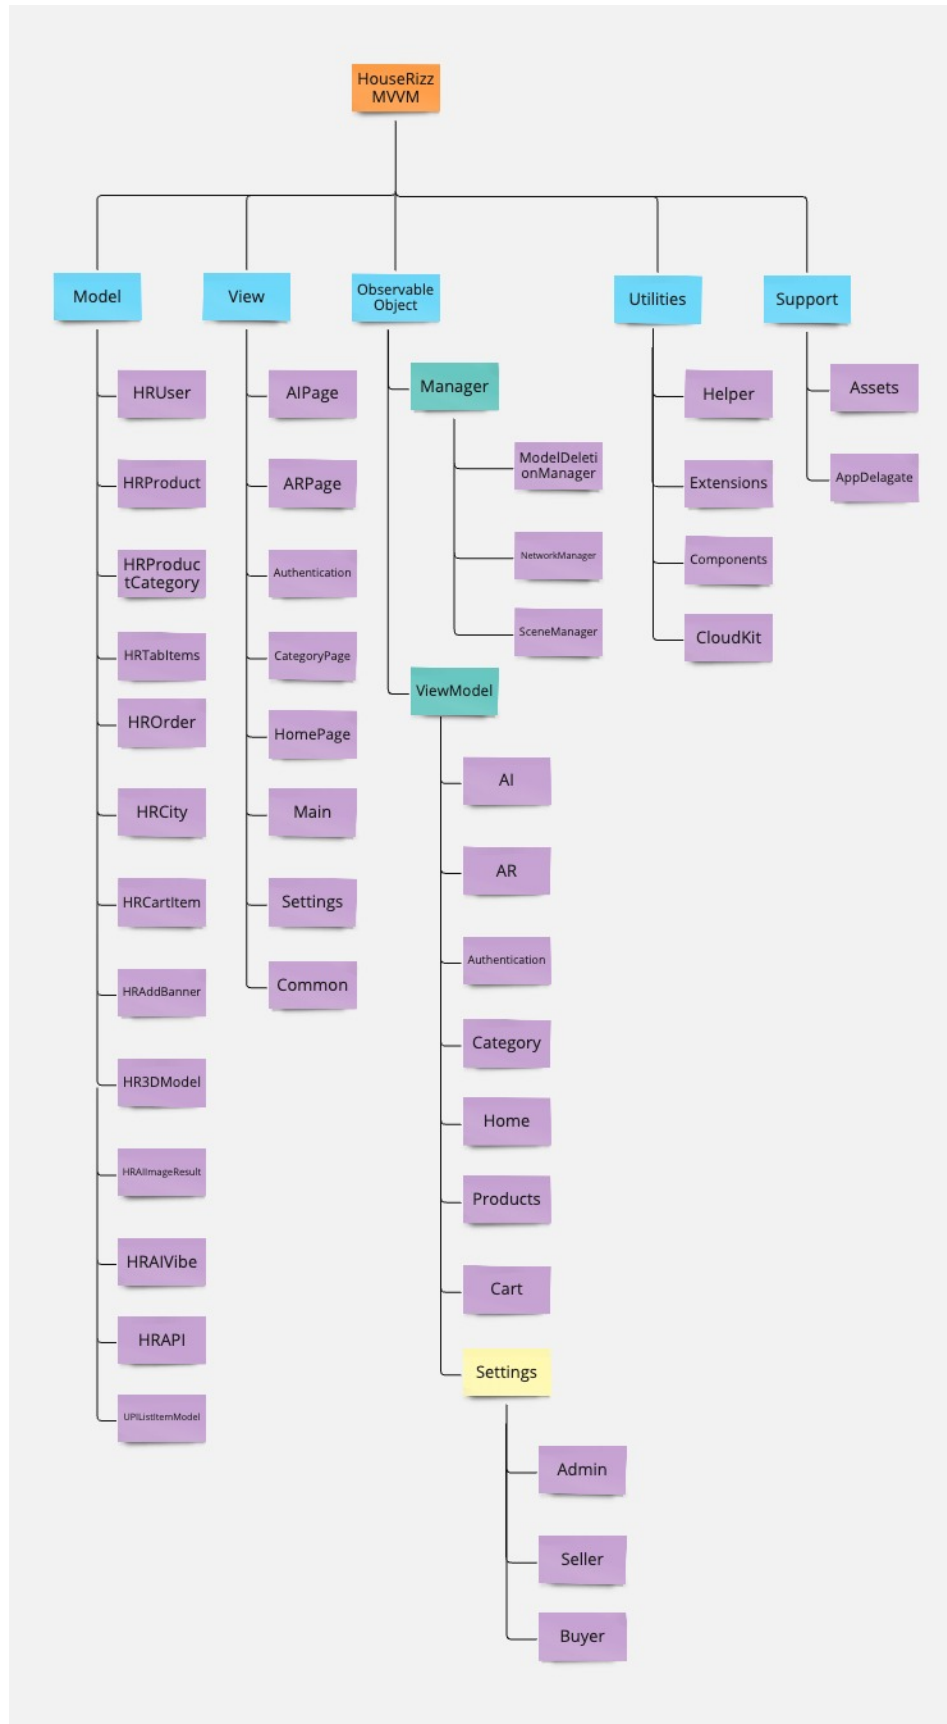 HouseRizz
MVVM
Model
View
Observable
Object
Utilities
Support
HRUser
HRProduct
HRProduc
tCategory
HRTabItems
HROrder
HRCity
HRCartItem
HRAddBanner
HR3DModel
HRAIImageResult
HRAIVibe
HRAPI
UPIListItemModel
AIPage
ARPage
Authentication
CategoryPage
HomePage
Main
Settings
Common
Manager
ModelDeleti
onManager
NetworkManager
SceneManager
ViewModel
AI
AR
Authentication
Category
Home
Products
Cart
Settings
Admin
Seller
Buyer
Helper
Extensions
Components
CloudKit
Assets
AppDelagate